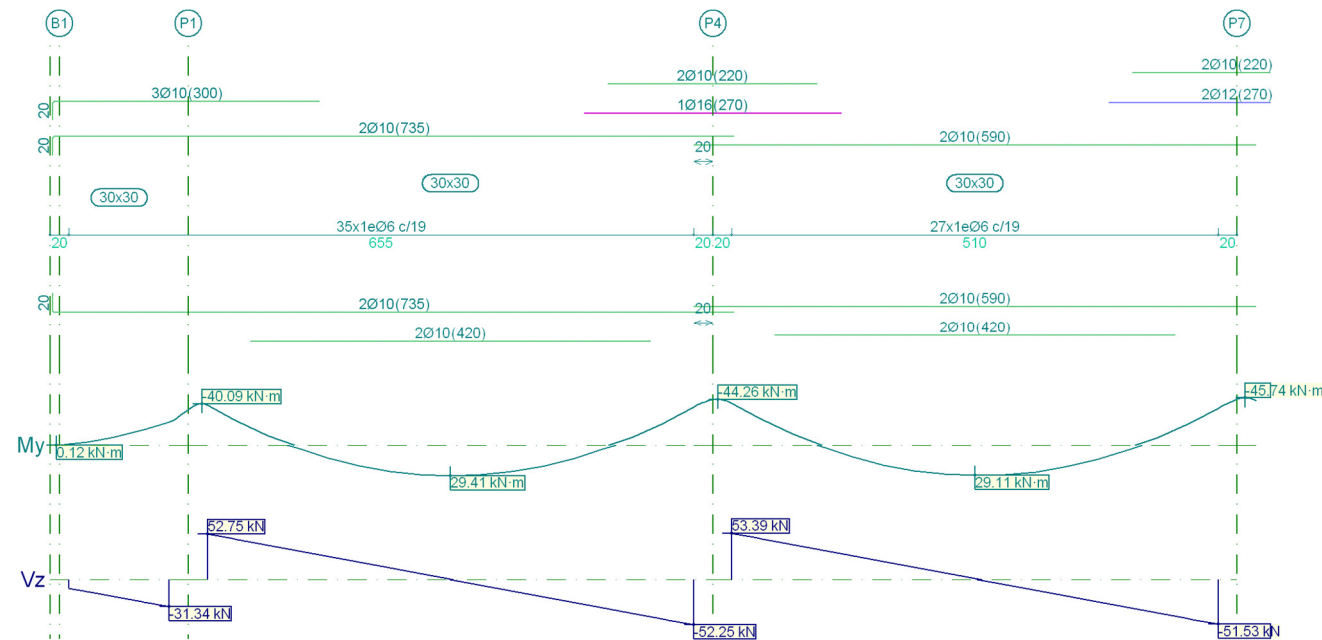 B1
P1
P4
P7
2Ø10(220)
2Ø10(220)
3Ø10(300)
20
1Ø16(270)
2Ø12(270)
2Ø10(735)
20
2Ø10(590)
20
30x30
30x30
30x30
35x1eØ6 c/19
27x1eØ6 c/19
20
655
20
20
510
20
20
2Ø10(735)
2Ø10(590)
20
2Ø10(420)
2Ø10(420)
-40.09 kN·m
-44.26 kN·m
-45.74 kN·m
My
0.12 kN·m
29.41 kN·m
29.11 kN·m
52.75 kN
53.39 kN
Vz
-31.34 kN
-52.25 kN
-51.53 kN